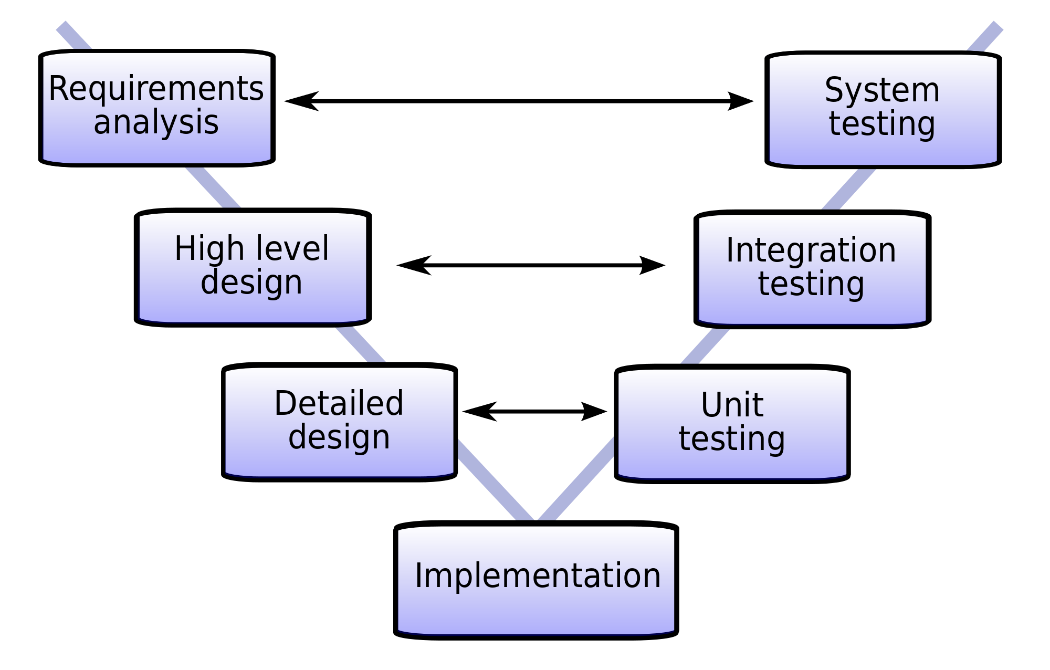 Requirements
analysis
System
testing
High level
design
Integration
testing
Detailed
design
Unit
testing
Implementation